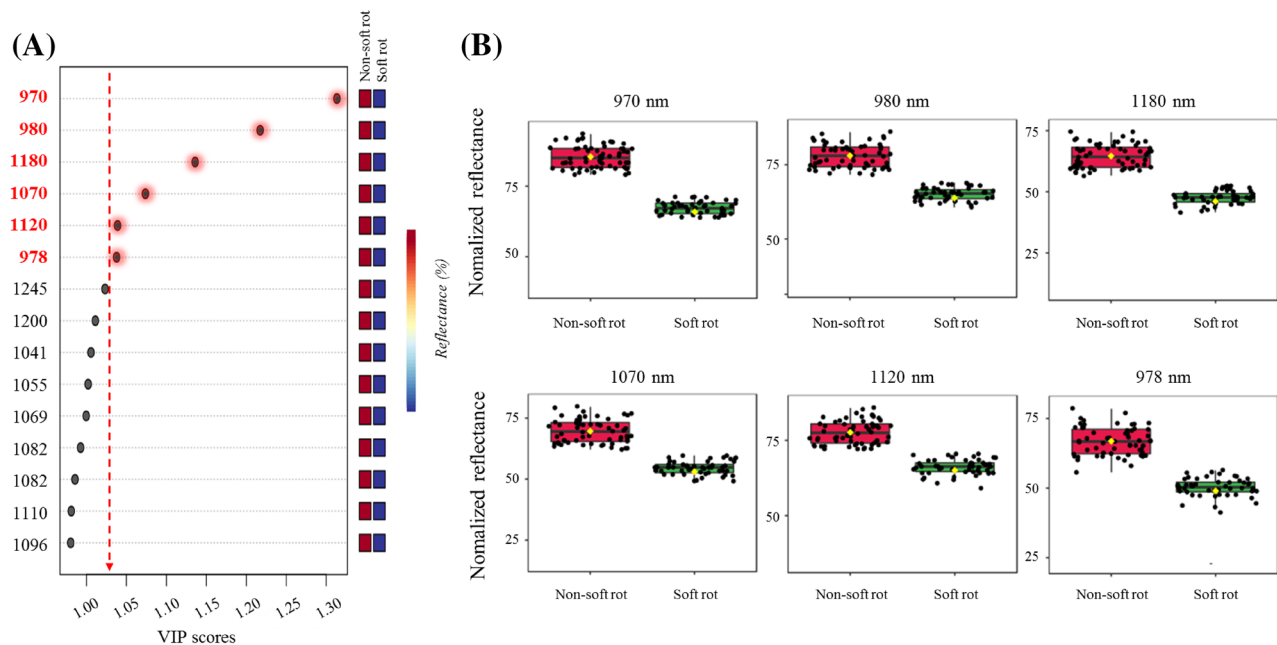 (A)
Non-soft rot
Soft rot
970
980
1180
1070
1120
978
1245
1200
1041
1055
1069
1082
1082
1110
1096
1.00 1.05 1.10 1.15 1.20 1.25 1.30
VIP scores
Reflectance (%)
(B)
970 nm 980 nm 1180 nm
Nomalized reflectance
75
50
75
50
75
50
25
Non-soft rot Soft rot Non-soft rot Soft rot Non-soft rot Soft rot
1070 nm 1120 nm 978 nm
Nomalized reflectance
75
50
25
75
50
75
50
25
Non-soft rot Soft rot Non-soft rot Soft rot Non-soft rot Soft rot